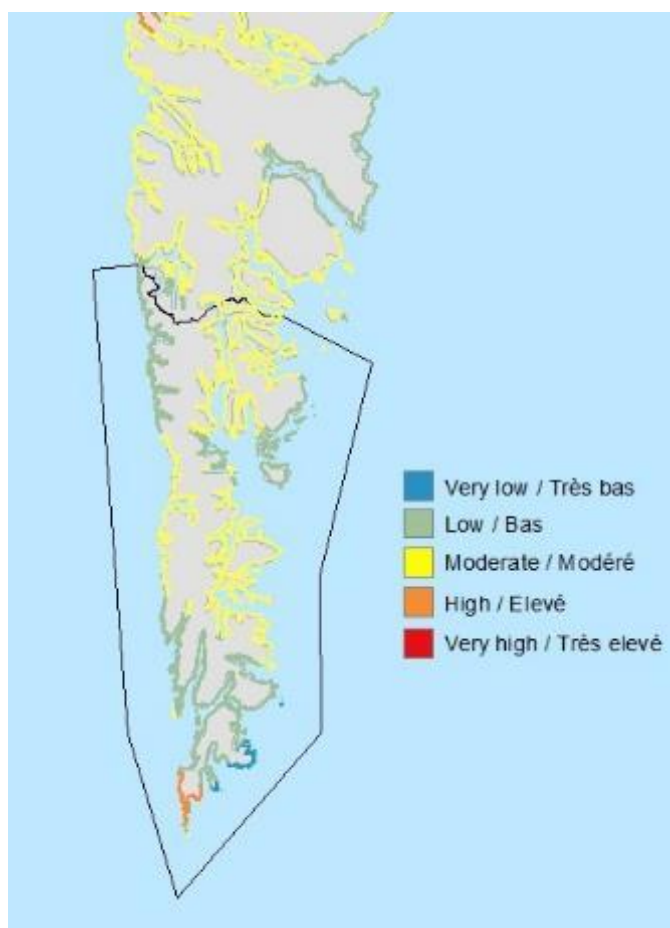 Very low / Très bas
Low / Bas
Moderate / Modéré
High / Elevé
Very high / Très elevé